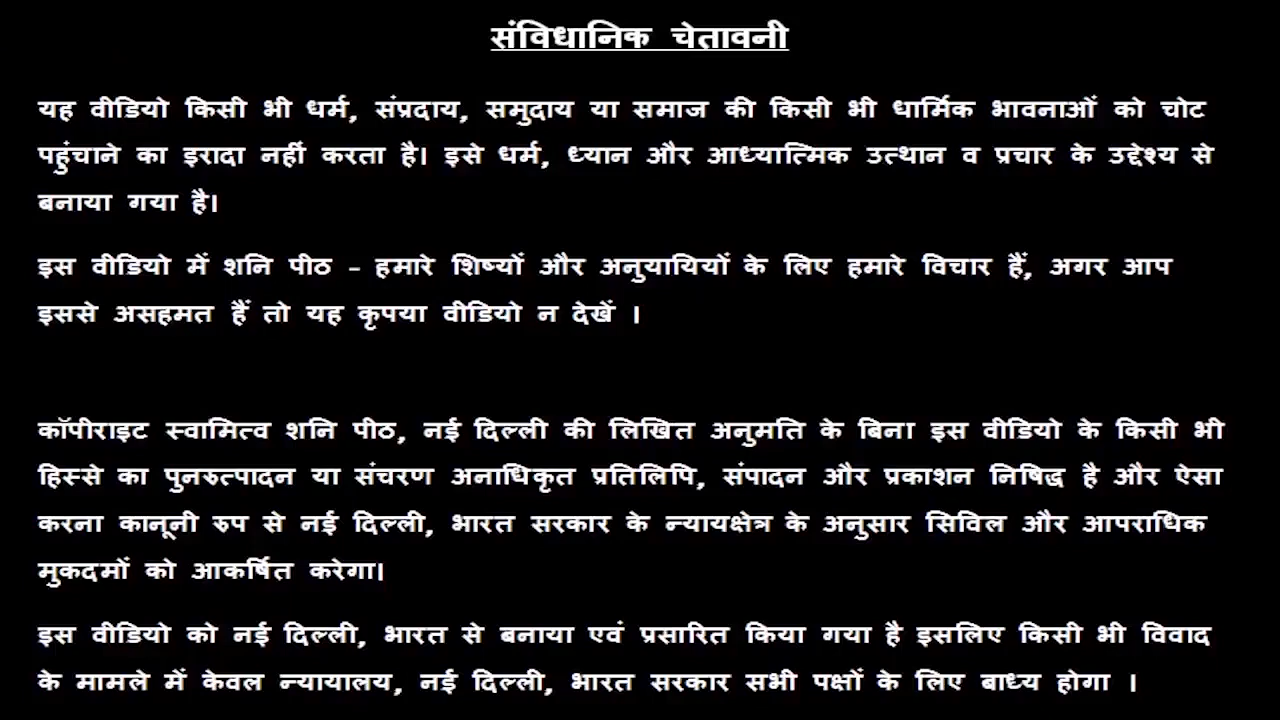 संविधानिक चेतावनी
यह वीडियो किसी भी धर्म, संप्रदाय, समुदाय या समाज की किसी भी धार्मिक भावनाओं को चोट
पहुंचाने का इरादा नहीं करता है। इसे धर्म, ध्यान और आध्यात्मिक उत्थान व प्रचार के उद्देश्य से
बनाया गया है।
इस वीडियो में शनि पीठ – हमारे शिष्यों और अनुयायियों के लिए हमारे विचार हैं, अगर आप
इससे असहमत हैं तो यह कृपया वीडियो न देखें ।
कॉपीराइट स्वामित्व शनि पीठ, नई दिल्ली की लिखित अनुमति के बिना इस वीडियो के किसी भी
हिस्से का पुनरुत्पादन या संचरण अनाधिकृत प्रतिलिपि, संपादन और प्रकाशन निषिद्ध है और ऐसा
करना कानूनी रुप से नई दिल्ली, भारत सरकार के न्यायक्षेत्र के अनुसार सिविल और आपराधिक
मुकदमों को आकर्षित करेगा।
इस वीडियो को नई दिल्ली, भारत से बनाया एवं प्रसारित किया गया है इसलिए किसी भी विवाद
के मामले में केवल न्यायालय, नई दिल्ली, भारत सरकार सभी पक्षों के लिए बाध्य होगा ।